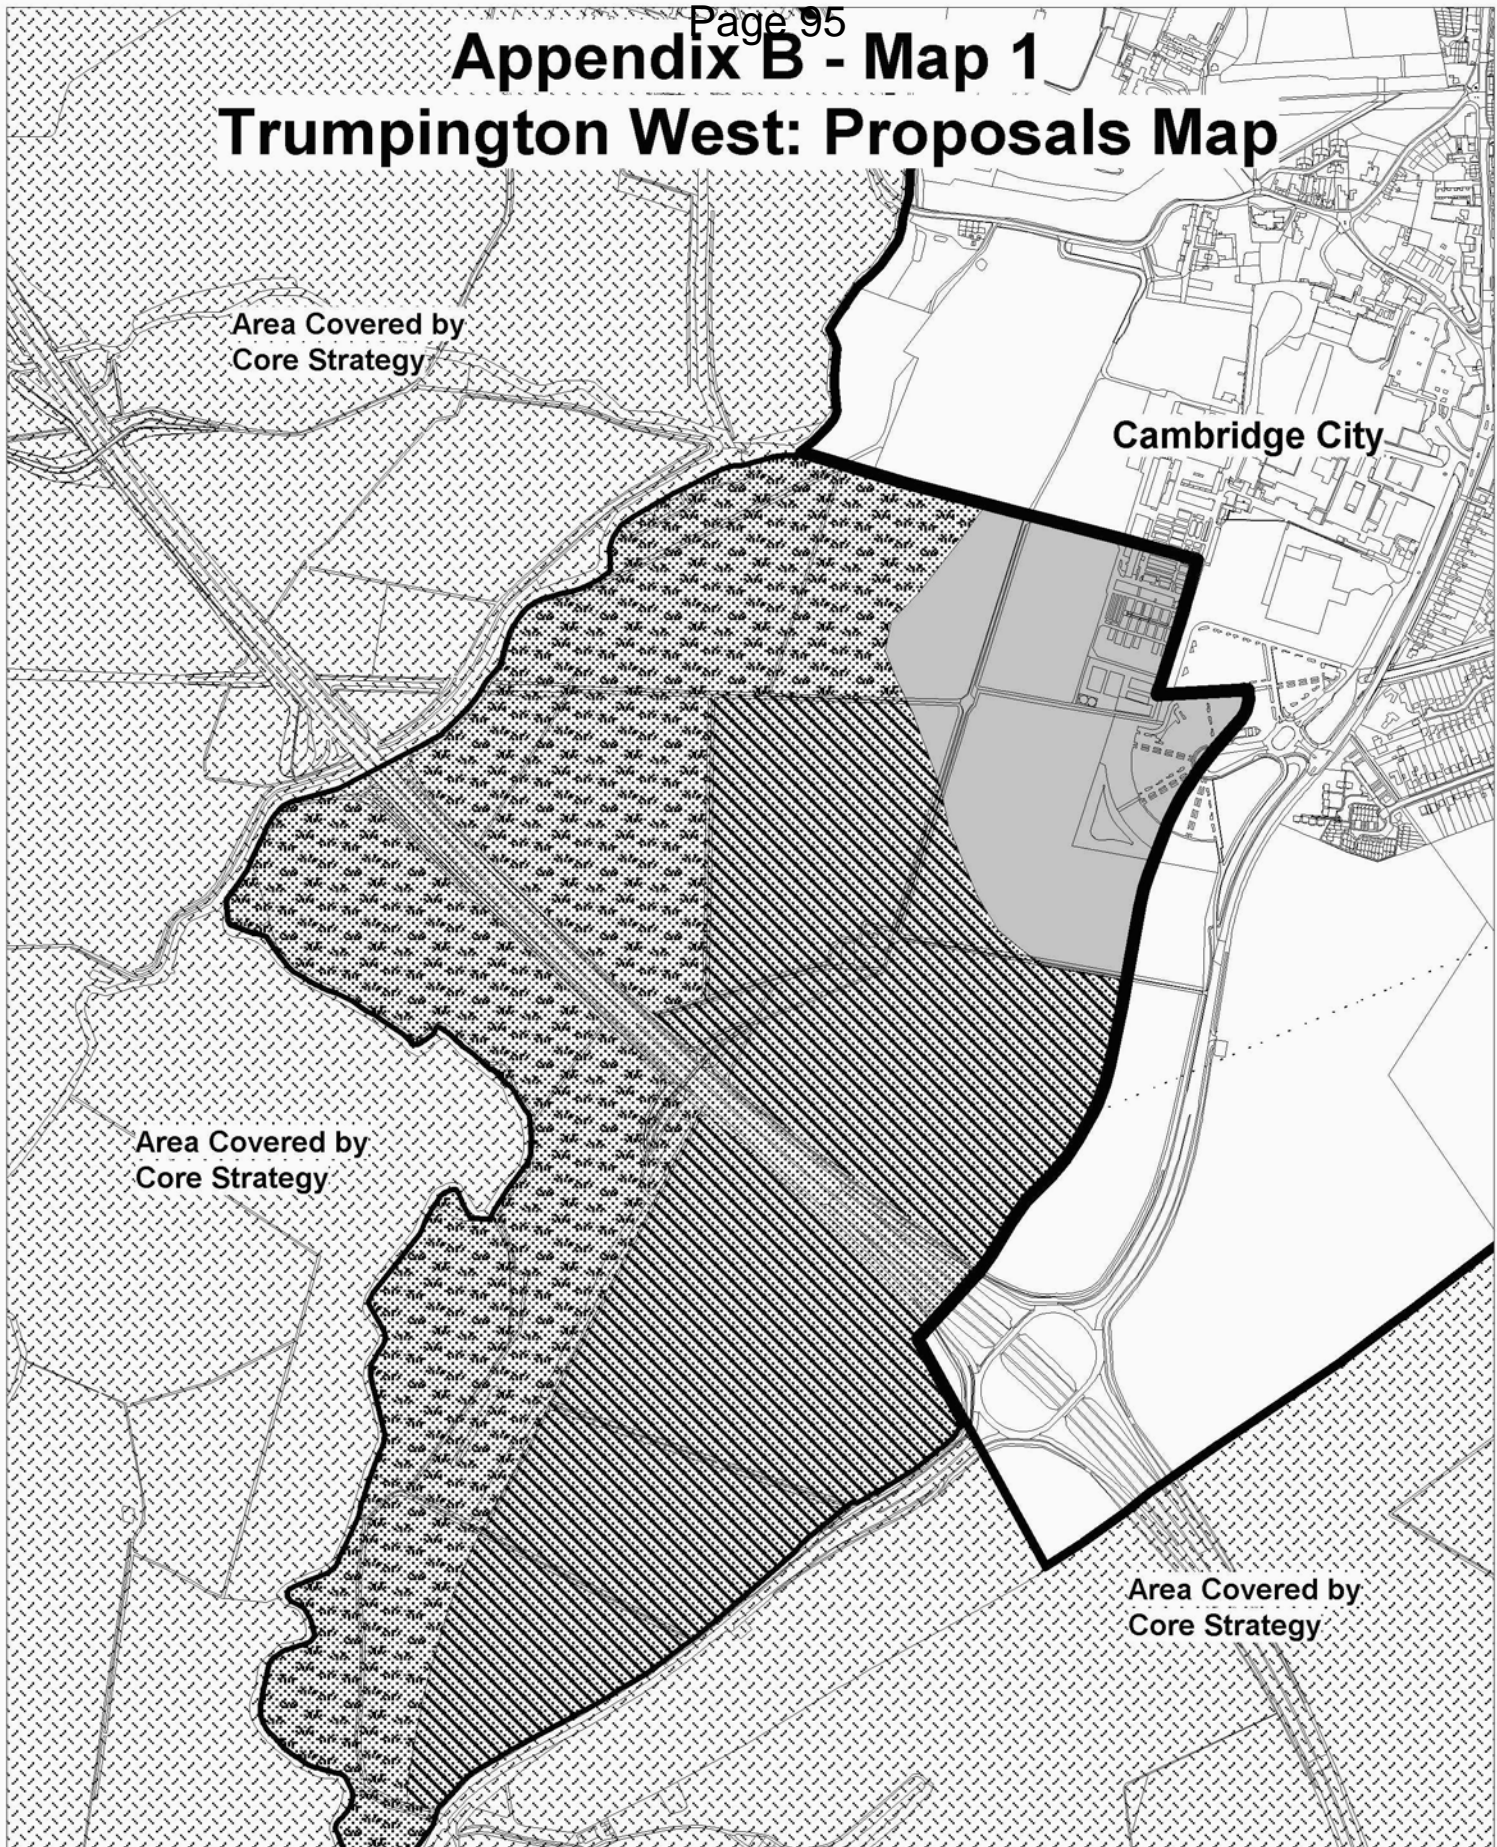 Page 95
Appendix B - Map 1
Trumpington West: Proposals Map
Area Covered by
Core Strategy
Cambridge City
Area Covered by
Core Strategy
Area Covered by
Core Strategy